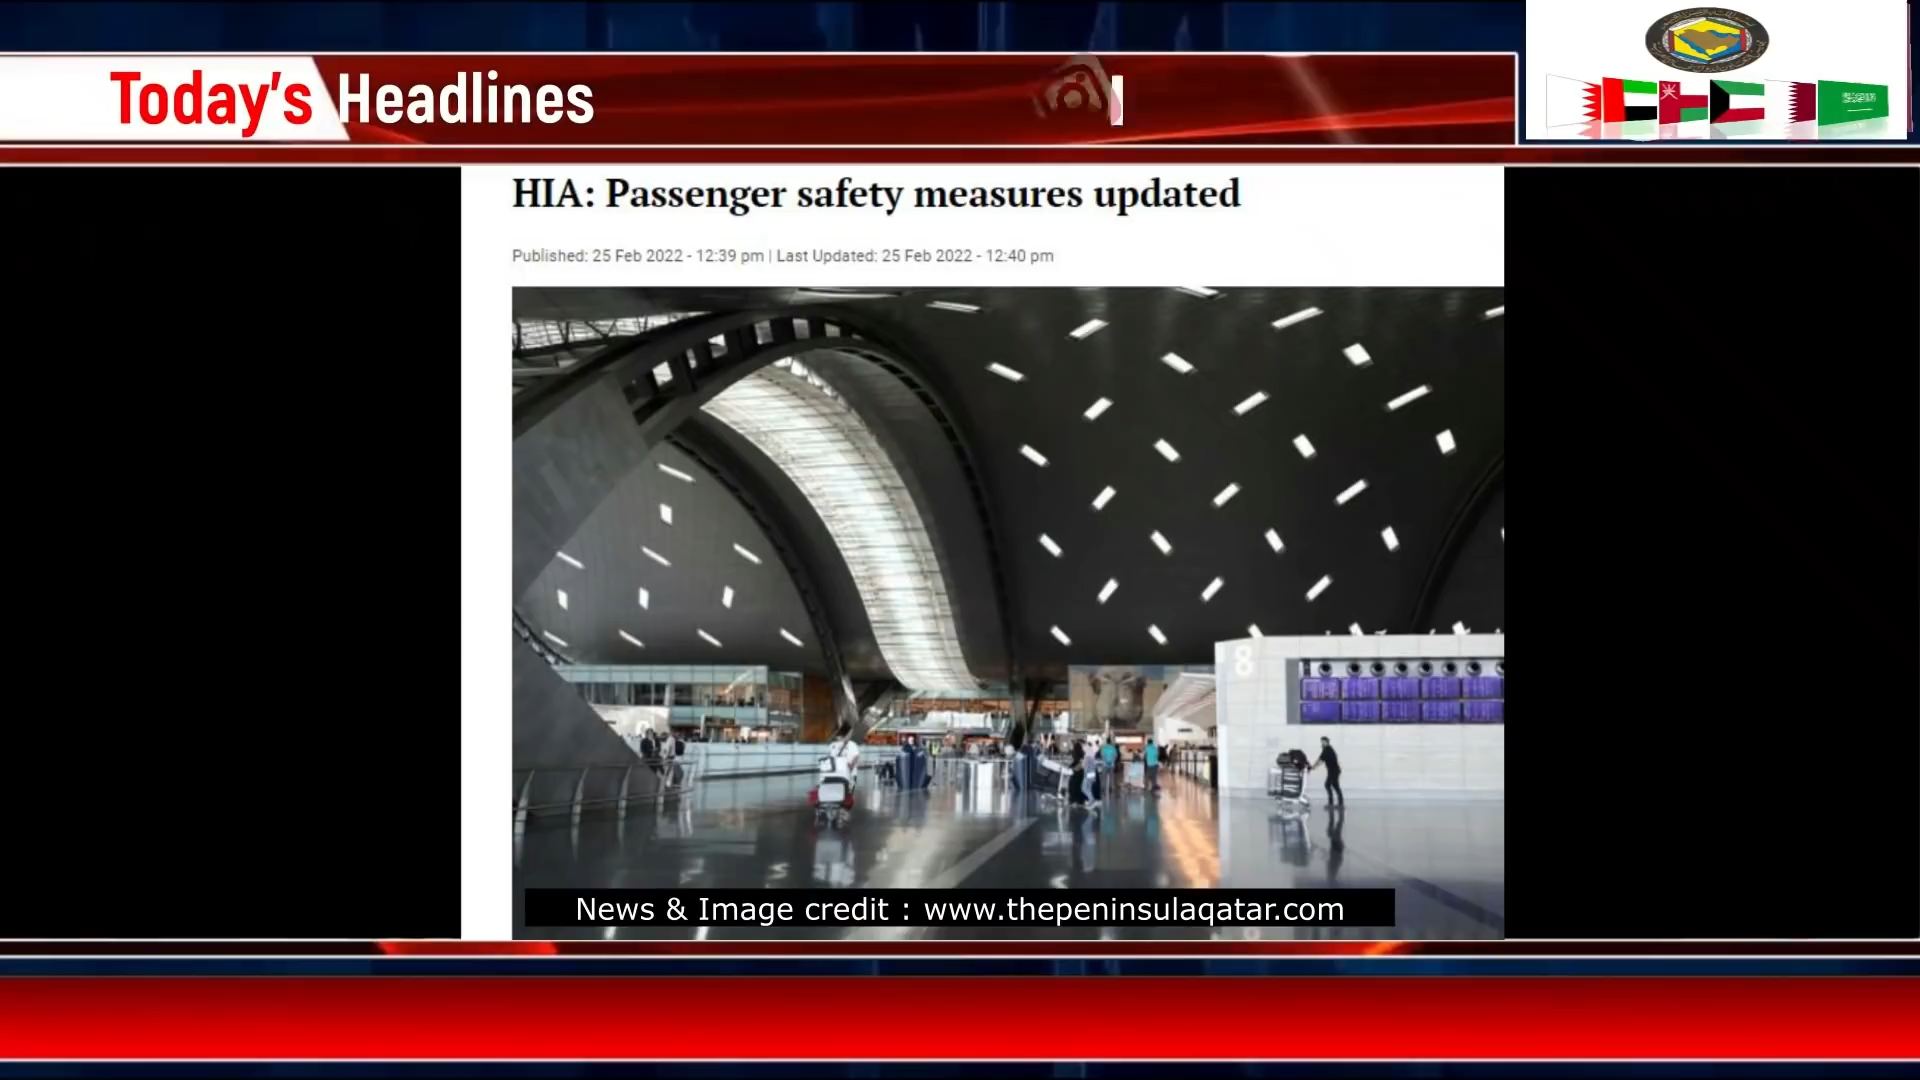 Today's Headlines
HIA: Passenger safety measures updated
Published: 25 Feb 2022 - 12:39 pm | Last Updated: 25 Feb 2022 - 12:40 pm
8
News & Image credit : www.thepeninsulaqatar.com